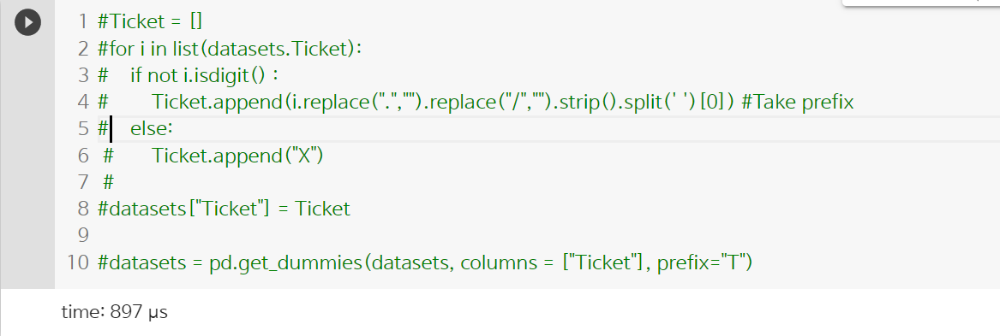 1 #Ticket = []
2 #for i in list(datasets.Ticket):
3 #    if not i.isdigit() :
4 #        Ticket.append(i.replace(".","").replace("/","").strip().split(' ')[0]) #Take prefix
5 #    else:
6  #       Ticket.append("X")
7  #
8 #datasets["Ticket"] = Ticket
9
10 #datasets = pd.get_dummies(datasets, columns = ["Ticket"], prefix="T")
time: 897 µs